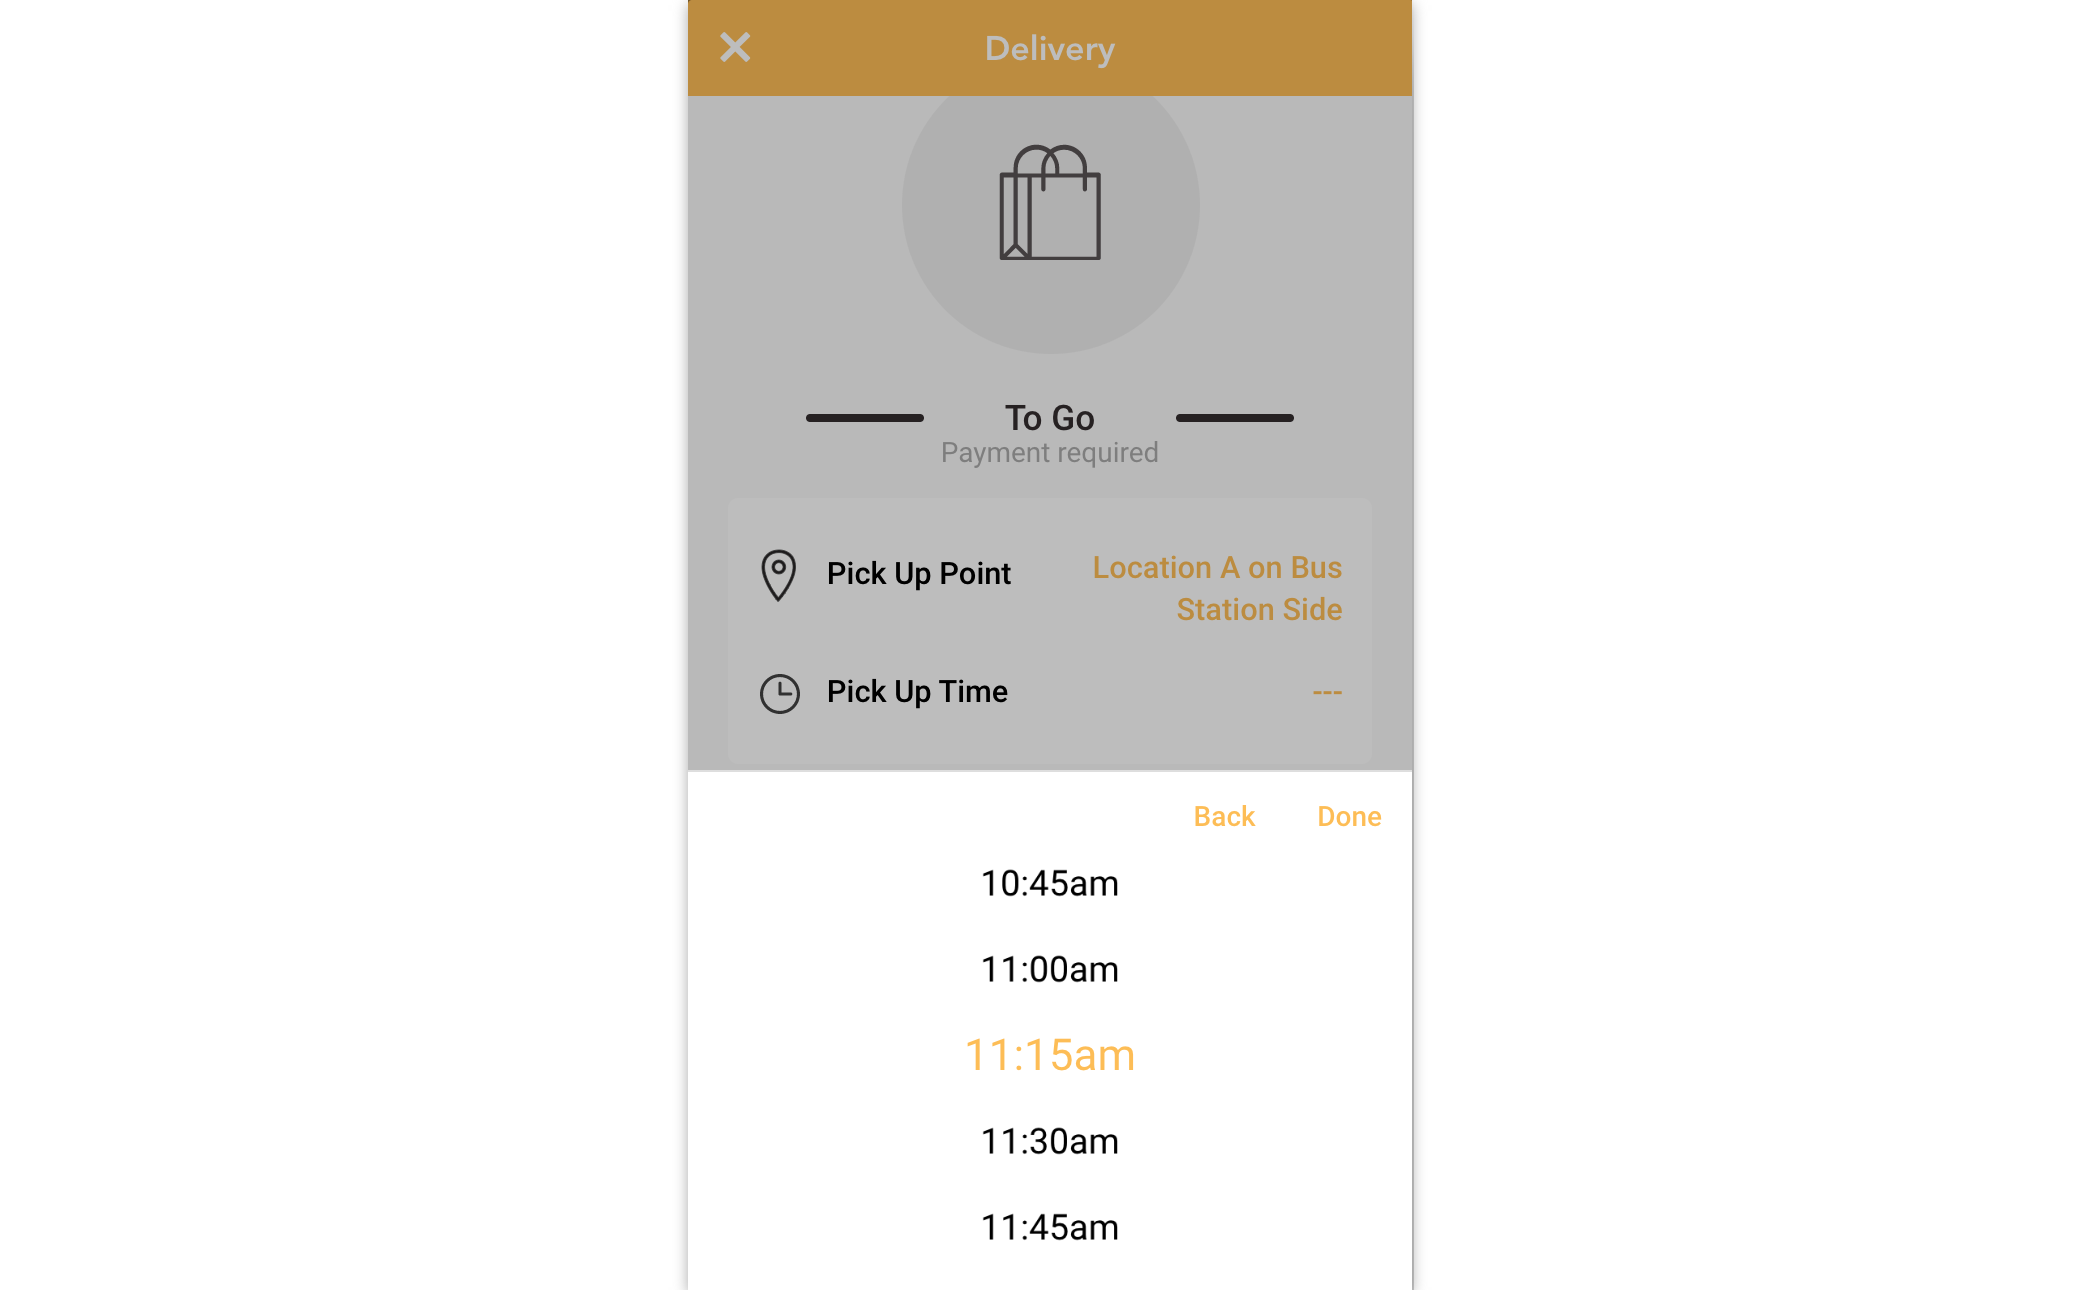 Delivery
To Go
Payment required
Pick Up Point
Location A on Bus
Station Side
Pick Up Time
---
Back Done
10:45am
11:00am
11:15am
11:30am
11:45am